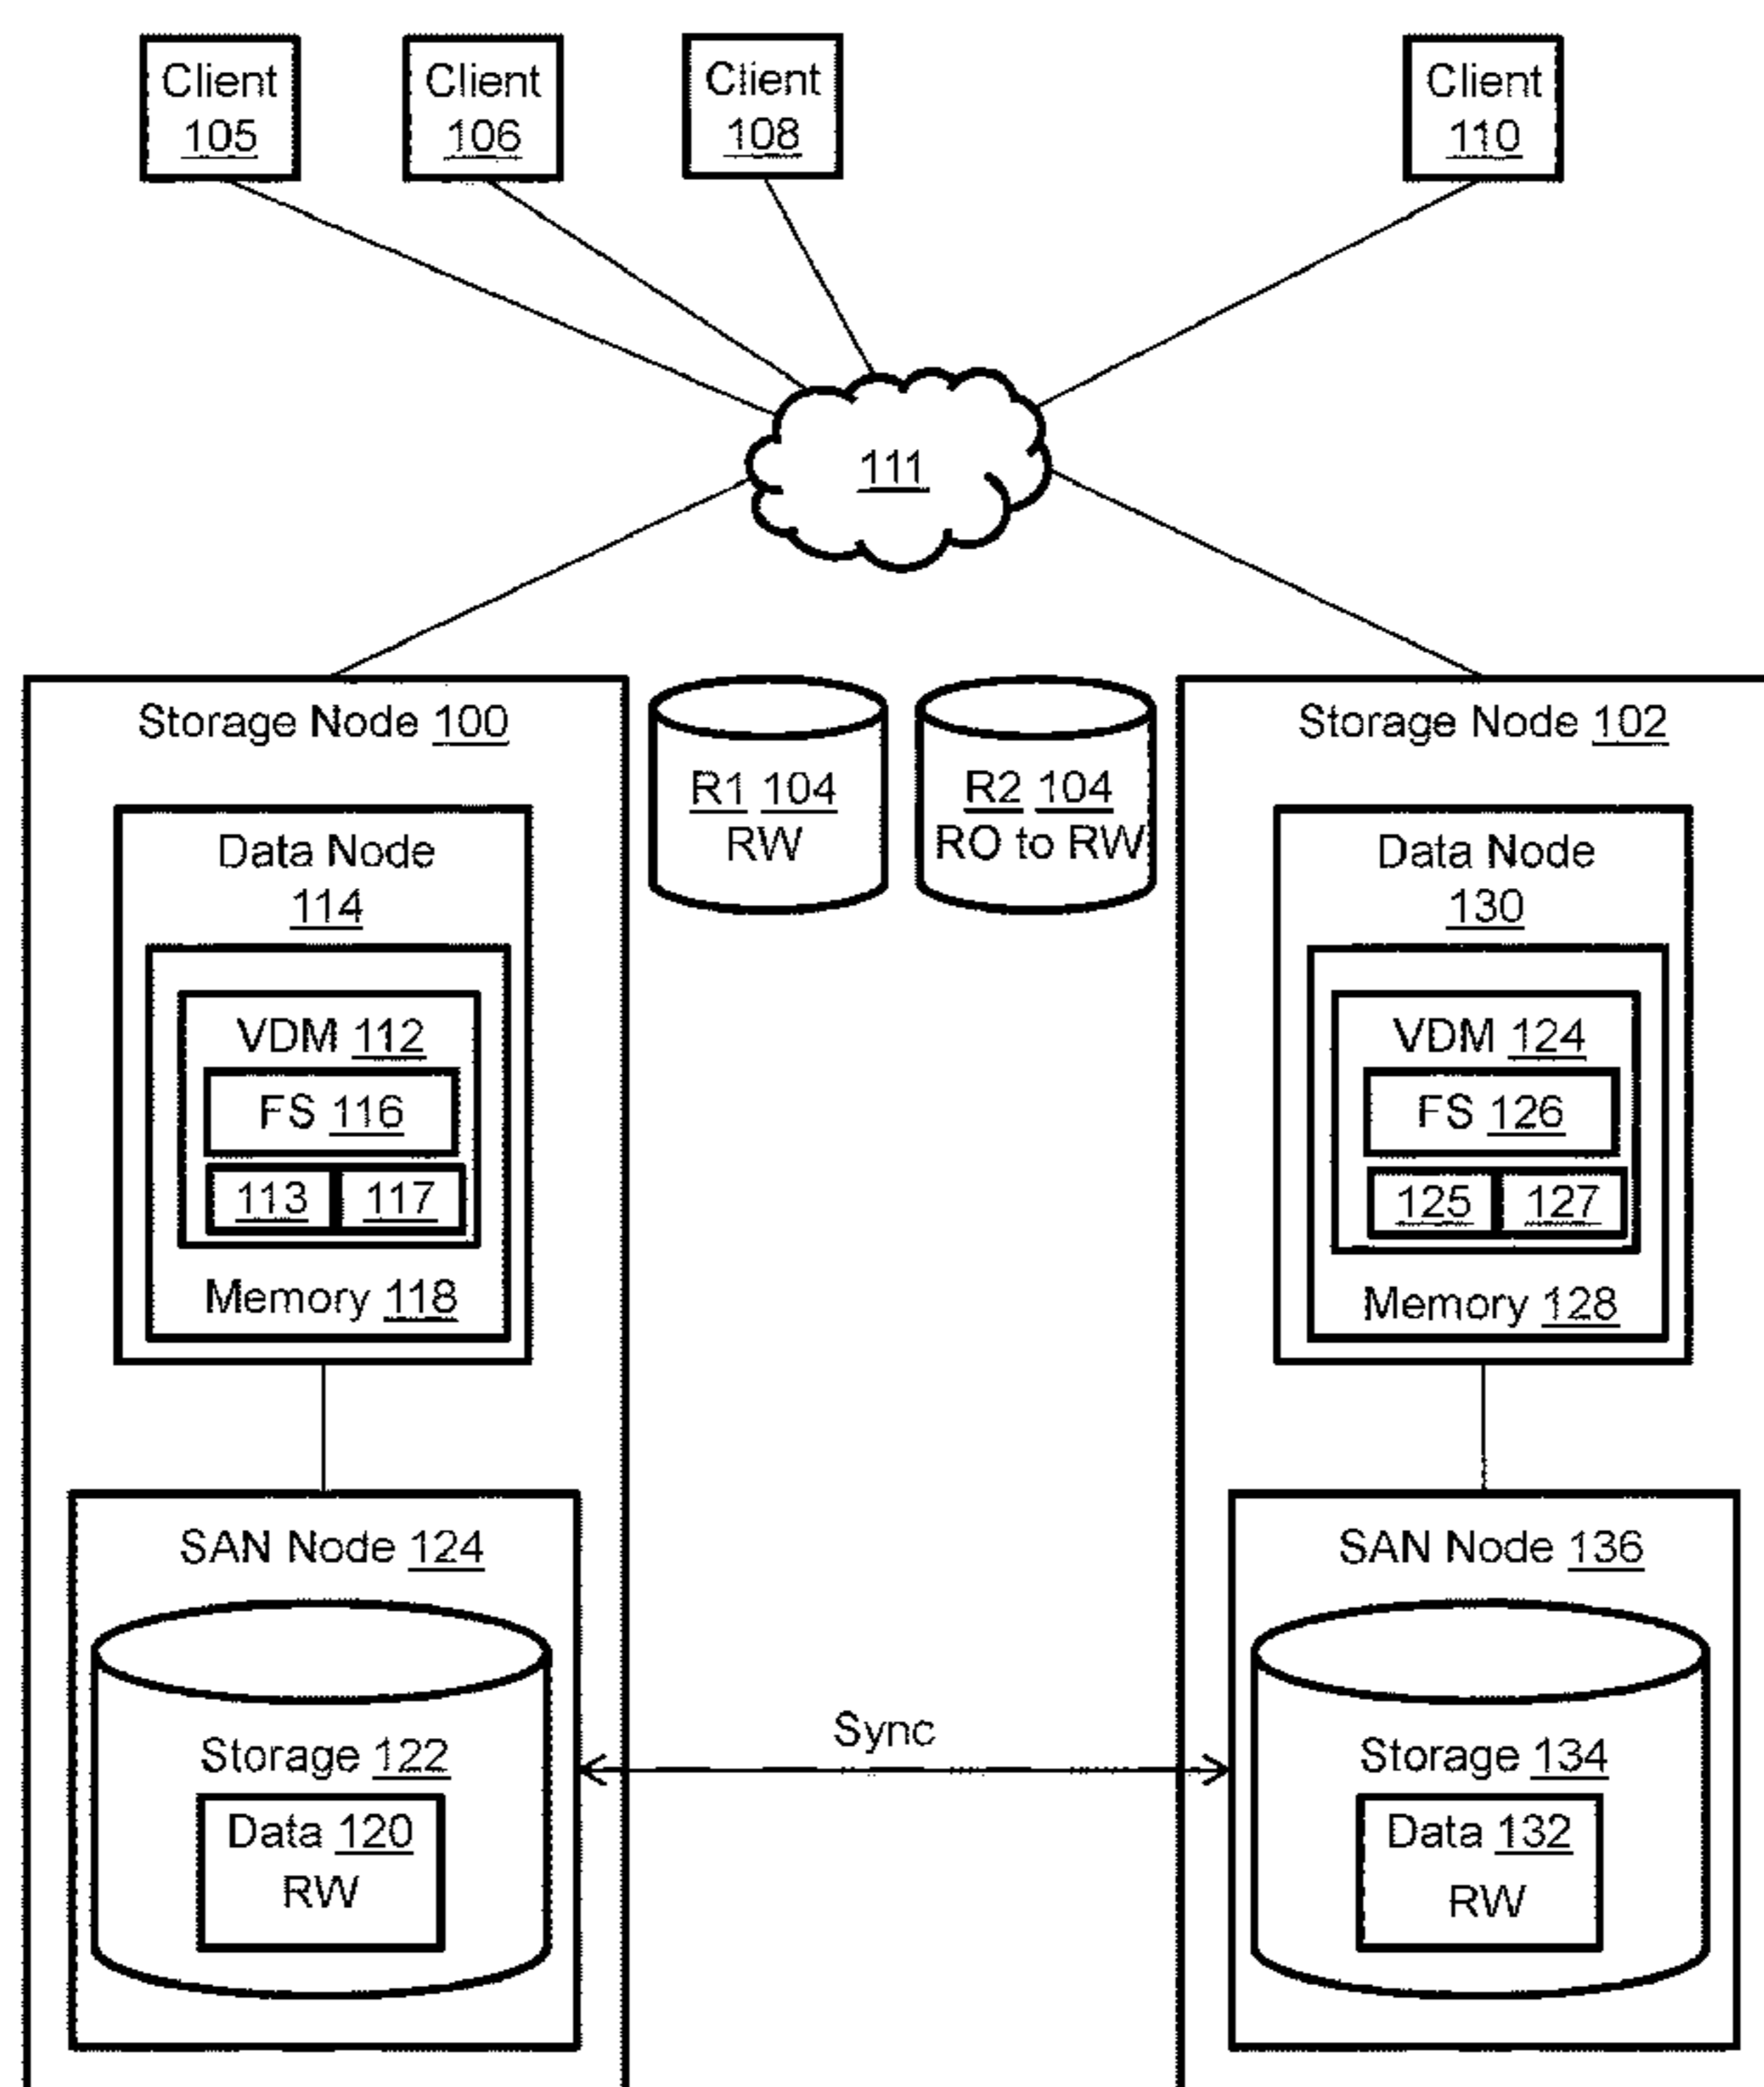 Client
105
Client
106
Client
108
Client
110
111
Storage Node 100
R1 104
RW
R2 104
RO to RW
Storage Node 102
Data Node
114
VDM 112
FS 116
113 117
Memory 118
Data Node
130
VDM 124
FS 126
125 127
Memory 128
SAN Node 124
Storage 122
Data 120
RW
Sync
SAN Node 136
Storage 134
Data 132
RW